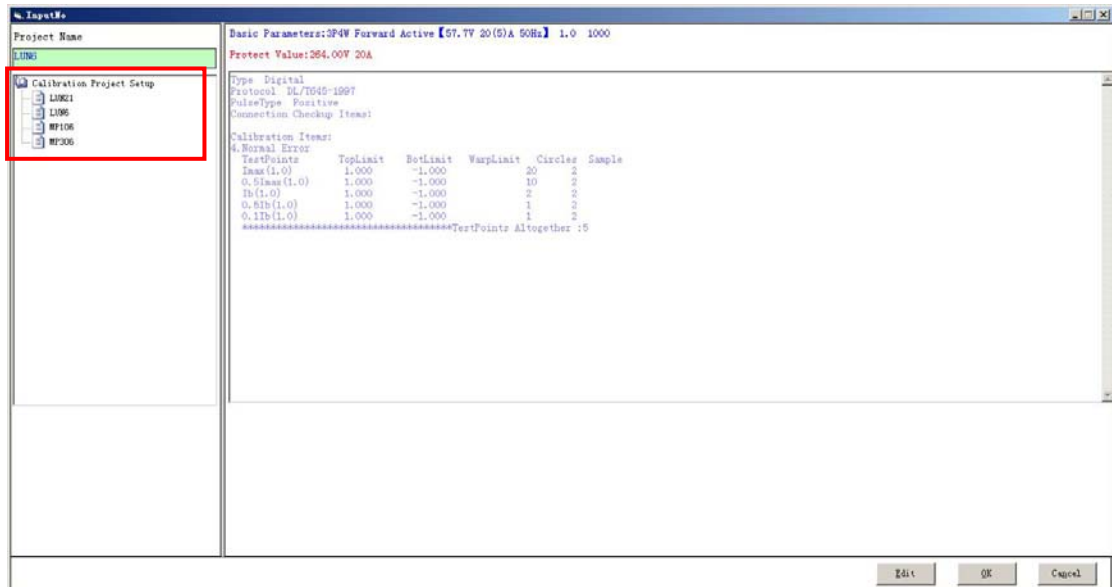 InputNo
Project Name
LUN6
Calibration Project Setup
LUN21
LUN6
MP106
MP306
Basic Parameters:3P4W Forward Active【57.7V 20(5)A 50Hz】 1.0 1000
Protect Value:264.00V 20A
Type Digital
Protocol DL/T645-1997
PulseType Positive
Connection Checkup Items:
Calibration Items:
4.Normal Error
TestPoints TopLimit BotLimit WarpLimit Circles Sample
Imax(1.0) 1.000 -1.000 20 2
0.5Imax(1.0) 1.000 -1.000 10 2
Ib(1.0) 1.000 -1.000 2 2
0.5Ib(1.0) 1.000 -1.000 1 2
0.1Ib(1.0) 1.000 -1.000 1 2
*************************************TestPoints Altogether :5
Edit OK Cancel